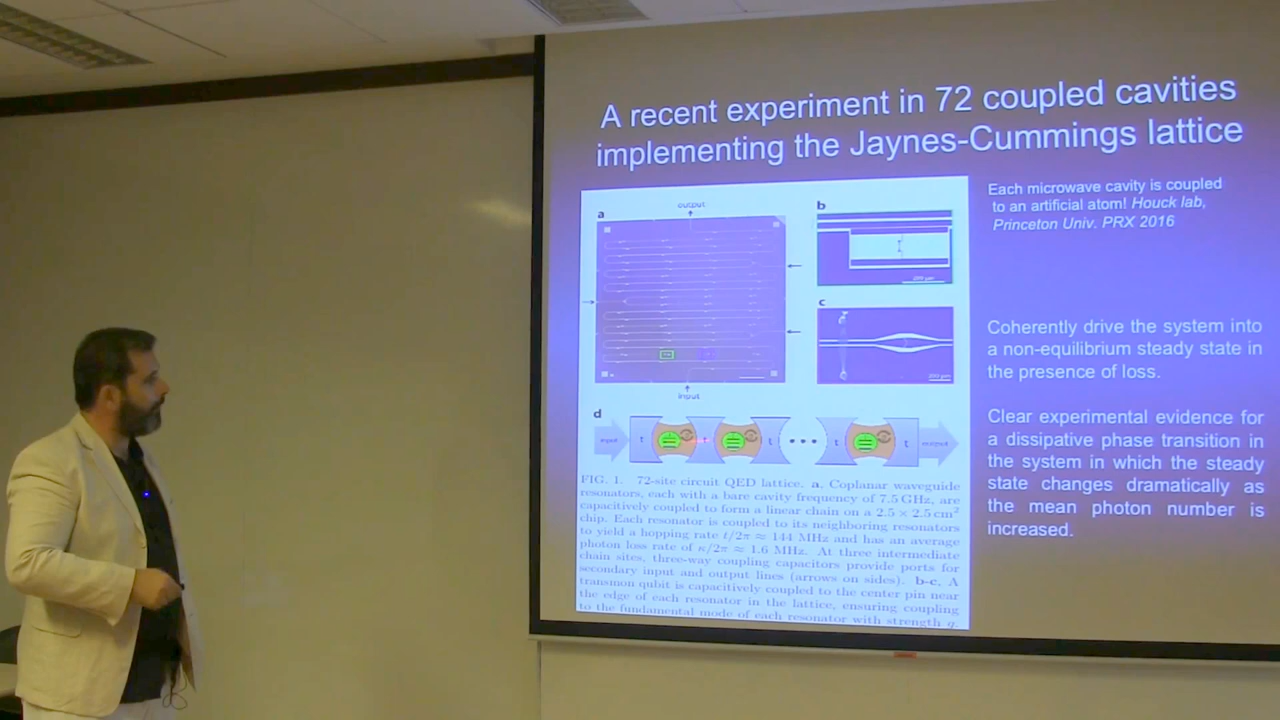 A recent experiment in 72 coupled cavities
implementing the Jaynes-Cummings lattice
Each microwave cavity is coupled
to an artificial atom! Houck lab,
Princeton Univ. PRX 2016
Coherently drive the system into
a non-equilibrium steady state in
the presence of loss.
Clear experimental evidence for
a dissipative phase transition in
the system in which the steady
state changes dramatically as
the mean photon number is
increased.
output
a
b
c
input
d
input
t
t
t
t
t
output
FIG. 1. 72-site circuit QED lattice. a, Coplanar waveguide
resonators, each with a bare cavity frequency of 7.5 GHz, are
capacitively coupled to form a linear chain on a 2.5 × 2.5 cm²
chip. Each resonator is coupled to its neighboring resonators
to yield a hopping rate t/2π ≈ 144 MHz and has an average
photon loss rate of κ/2π ≈ 1.6 MHz. At three intermediate
chain sites, three-way coupling capacitors provide ports for
secondary input and output lines (arrows on sides). b-c, A
transmon qubit is capacitively coupled to the center pin near
the edge of each resonator in the lattice, ensuring coupling
to the fundamental mode of each resonator with strength g.